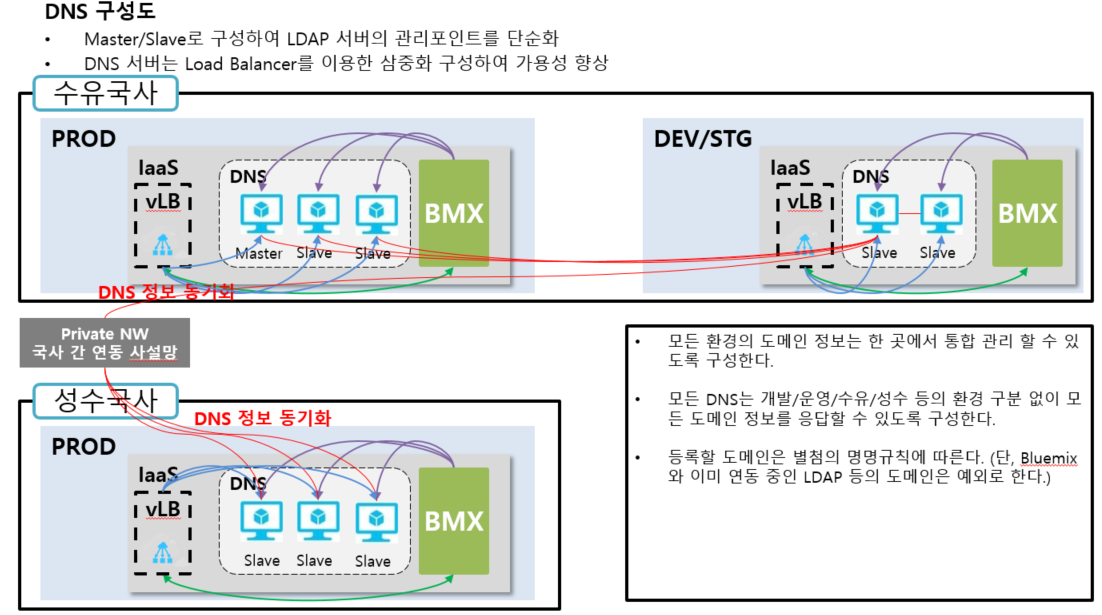 DNS 구성도
• Master/Slave로 구성하여 LDAP 서버의 관리포인트를 단순화
• DNS 서버는 Load Balancer를 이용한 삼중화 구성하여 가용성 향상
수유국사
PROD
IaaS
vLB
DNS
Master
Slave
Slave
BMX
DEV/STG
IaaS
vLB
DNS
Slave
Slave
BMX
DNS 정보 동기화
Private NW
국사 간 연동 사설망
성수국사
DNS 정보 동기화
PROD
IaaS
vLB
DNS
Slave
Slave
Slave
BMX
• 모든 환경의 도메인 정보는 한 곳에서 통합 관리 할 수 있
도록 구성한다.
• 모든 DNS는 개발/운영/수유/성수 등의 환경 구분 없이 모
든 도메인 정보를 응답할 수 있도록 구성한다.
• 등록할 도메인은 별첨의 명명규칙에 따른다. (단, Bluemix
와 이미 연동 중인 LDAP 등의 도메인은 예외로 한다.)